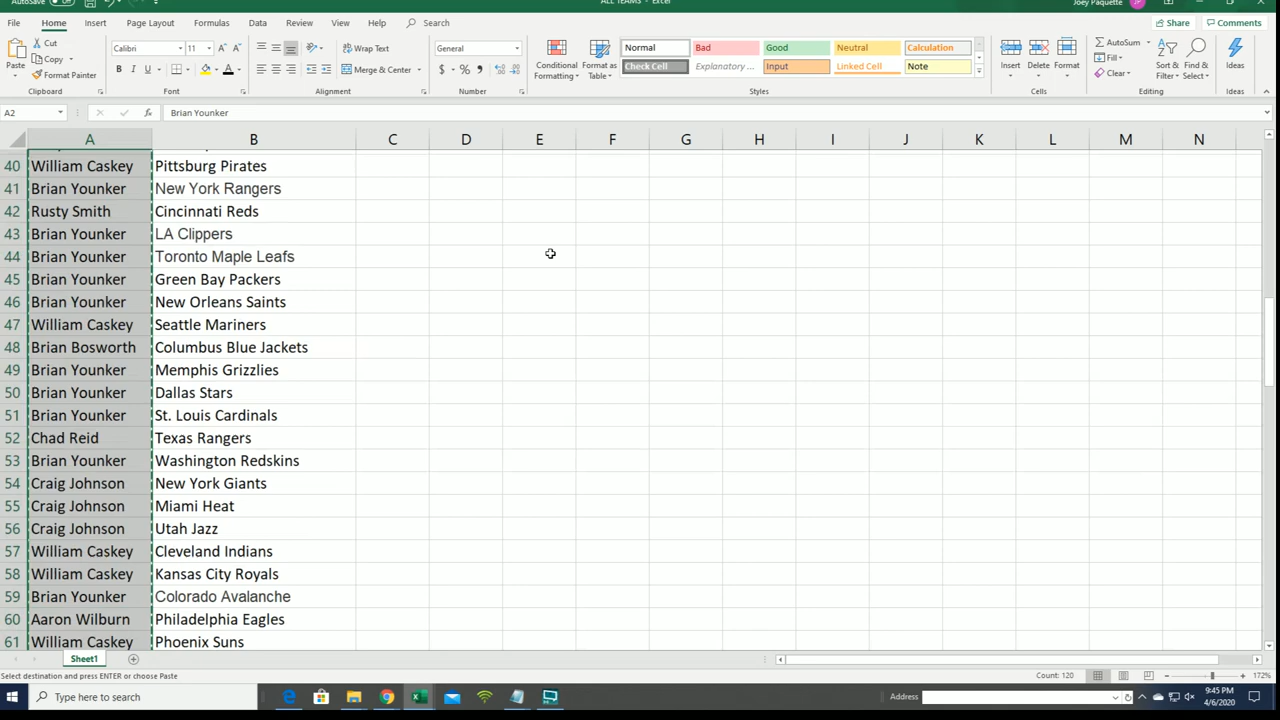 AutoSave Off ALL TEAMS - Excel Joey Paquette JP
File Home Insert Page Layout Formulas Data Review View Help Search Share Comments
Paste Cut Copy Format Painter Clipboard
Calibri 11 B I U A Font
Wrap Text Merge & Center Alignment
General $ % , Number
Conditional Formatting Format as Table
Normal Bad Good Neutral Calculation
Check Cell Explanatory ... Input Linked Cell Note
Styles
Insert Delete Format Cells
AutoSum Fill Clear Sort & Filter Find & Select Editing
Ideas Ideas
A2 fx Brian Younker
A B C D E F G H I J K L M N
40 William Caskey Pittsburg Pirates
41 Brian Younker New York Rangers
42 Rusty Smith Cincinnati Reds
43 Brian Younker LA Clippers
44 Brian Younker Toronto Maple Leafs
45 Brian Younker Green Bay Packers
46 Brian Younker New Orleans Saints
47 William Caskey Seattle Mariners
48 Brian Bosworth Columbus Blue Jackets
49 Brian Younker Memphis Grizzlies
50 Brian Younker Dallas Stars
51 Brian Younker St. Louis Cardinals
52 Chad Reid Texas Rangers
53 Brian Younker Washington Redskins
54 Craig Johnson New York Giants
55 Craig Johnson Miami Heat
56 Craig Johnson Utah Jazz
57 William Caskey Cleveland Indians
58 William Caskey Kansas City Royals
59 Brian Younker Colorado Avalanche
60 Aaron Wilburn Philadelphia Eagles
61 William Caskey Phoenix Suns
Sheet1
Select destination and press ENTER or choose Paste Count: 120 172%
Type here to search Address 9:45 PM
4/6/2020